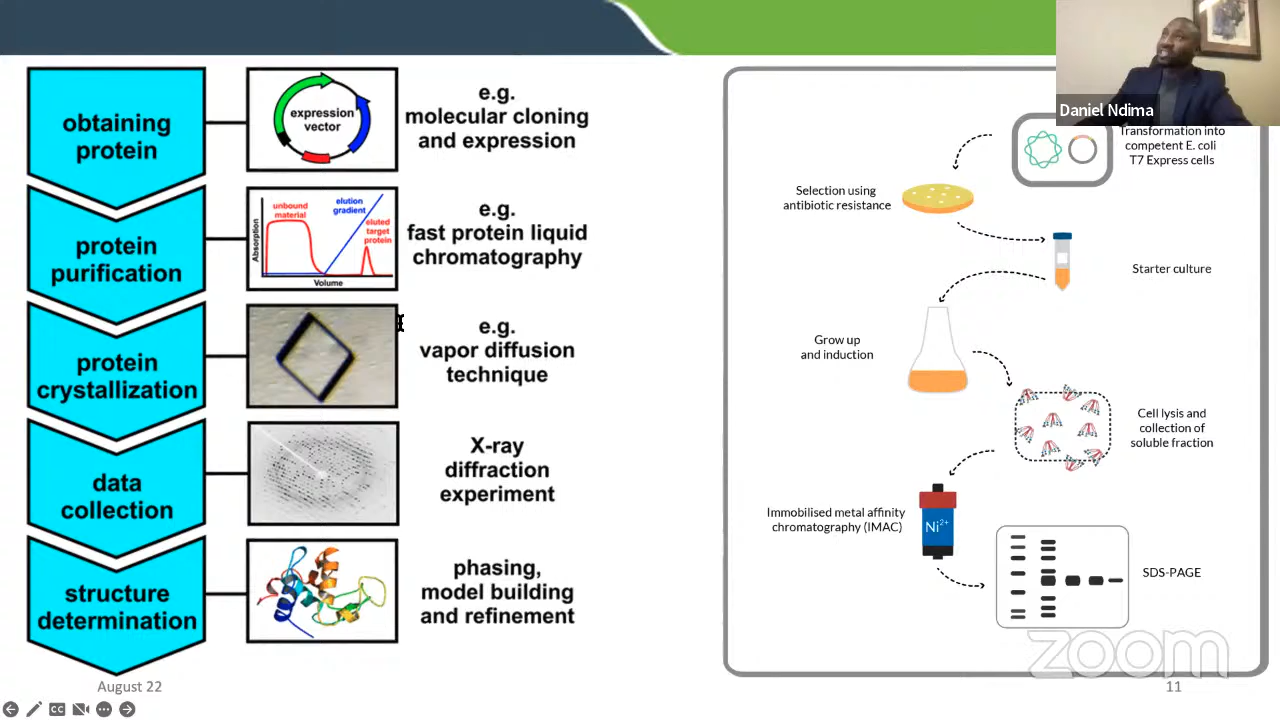 obtaining
protein
expression
vector
e.g.
molecular cloning
and expression
protein
purification
unbound
material
elution
gradient
eluted
target
protein
Absorption
Volume
e.g.
fast protein liquid
chromatography
protein
crystallization
e.g.
vapor diffusion
technique
data
collection
X-ray
diffraction
experiment
structure
determination
phasing,
model building
and refinement
August 22
Daniel Ndima
Transformation into
competent E. coli
T7 Express cells
Selection using
antibiotic resistance
Starter culture
Grow up
and induction
Cell lysis and
collection of
soluble fraction
Immobilised metal affinity
chromatography (IMAC)
Ni2+
SDS-PAGE
zoom
11
CC